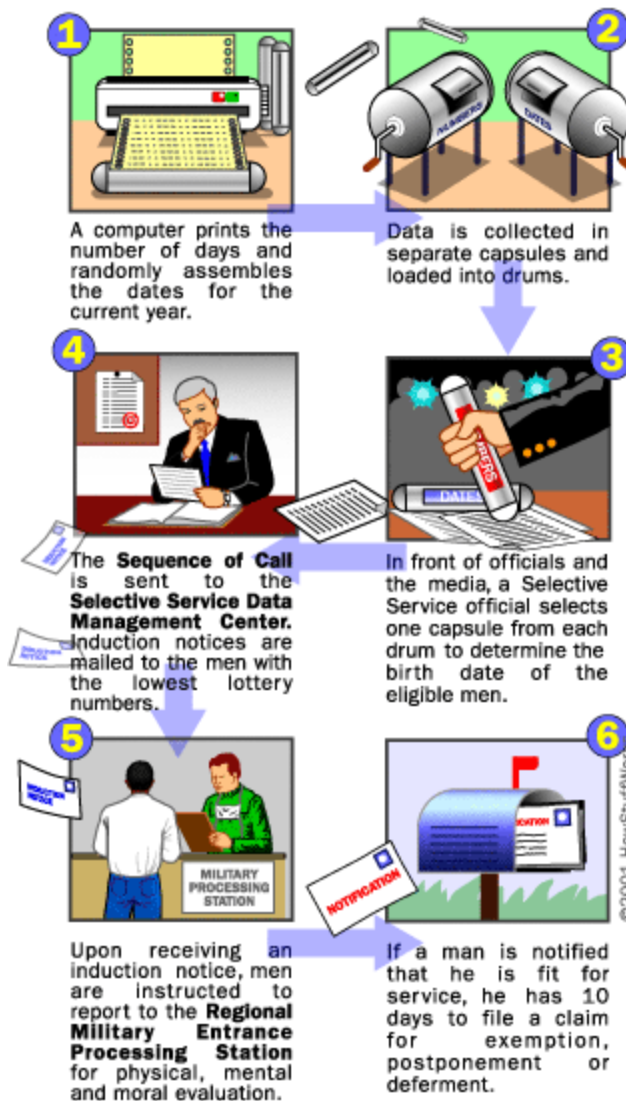 1
2
NUMBERS
DATES
A computer prints the
number of days and
randomly assembles
the dates for the
current year.
Data is collected in
separate capsules and
loaded into drums.
3
DATES
In front of officials and
the media, a Selective
Service official selects
one capsule from each
drum to determine the
birth date of the
eligible men.
4
The Sequence of Call
is sent to the
Selective Service Data
Management Center.
Induction notices are
mailed to the men with
the lowest lottery
numbers.
INDUCTION
NOTICE
INDUCTION
NOTICE
5
INDUCTION
NOTICE
MILITARY
PROCESSING
STATION
Upon receiving an
induction notice, men
are instructed to
report to the Regional
Military Entrance
Processing Station
for physical, mental
and moral evaluation.
NOTIFICATION
6
If a man is notified
that he is fit for
service, he has 10
days to file a claim
for exemption,
postponement or
deferment.
©2001